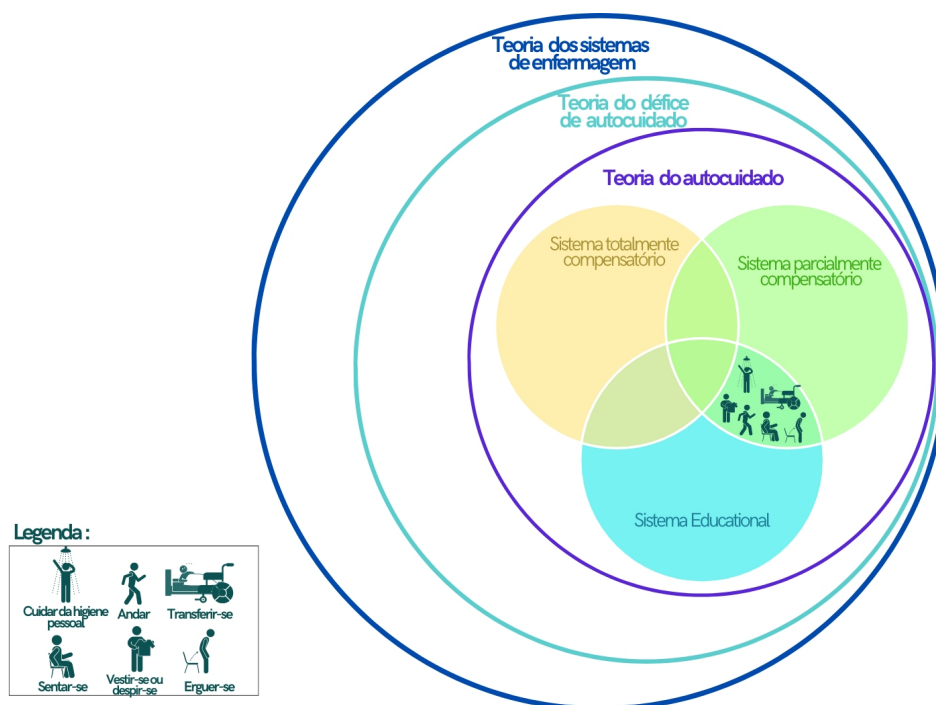 Teoria dos sistemas
de enfermagem
Teoria do défice
de autocuidado
Teoria do autocuidado
Sistema totalmente
compensatório
Sistema parcialmente
compensatório
Sistema Educational
Legenda :
Cuidar da higiene
pessoal
Andar
Transferir-se
Sentar-se
Vestir-se ou
despir-se
Erguer-se